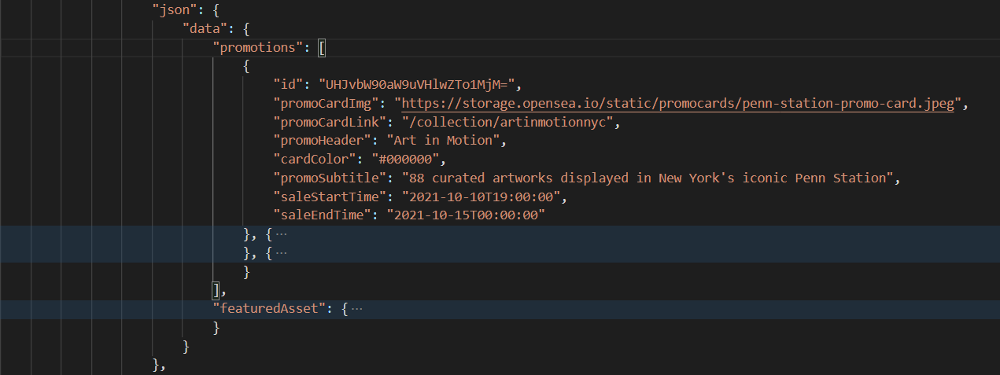 "json": {
"data": {
"promotions": [
{
"id": "UHJvbW90aW9uVHlwZTo1MjM=",
"promoCardImg": "https://storage.opensea.io/static/promocards/penn-station-promo-card.jpeg",
"promoCardLink": "/collection/artinmotionnyc",
"promoHeader": "Art in Motion",
"cardColor": "#000000",
"promoSubtitle": "88 curated artworks displayed in New York's iconic Penn Station",
"saleStartTime": "2021-10-10T19:00:00",
"saleEndTime": "2021-10-15T00:00:00"
}, {···
}, {···
}
],
"featuredAsset": {···
}
}
},